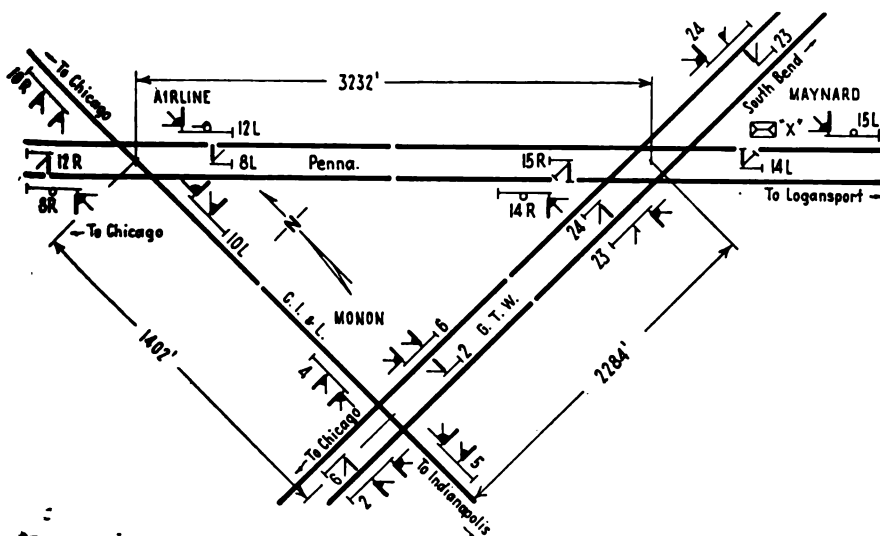 24
23
To Chicago
10R
3232'
South Bend
MAYNARD
AIRLINE
12L
"X"
15L
12R
8L
Penna.
15R
14L
To Logansport
8R
14R
To Chicago
N
10L
24
23
C. I. & L.
MONON
6
G. T. W.
1402'
2
2284'
4
To Chicago
6
5
2
To Indianapolis